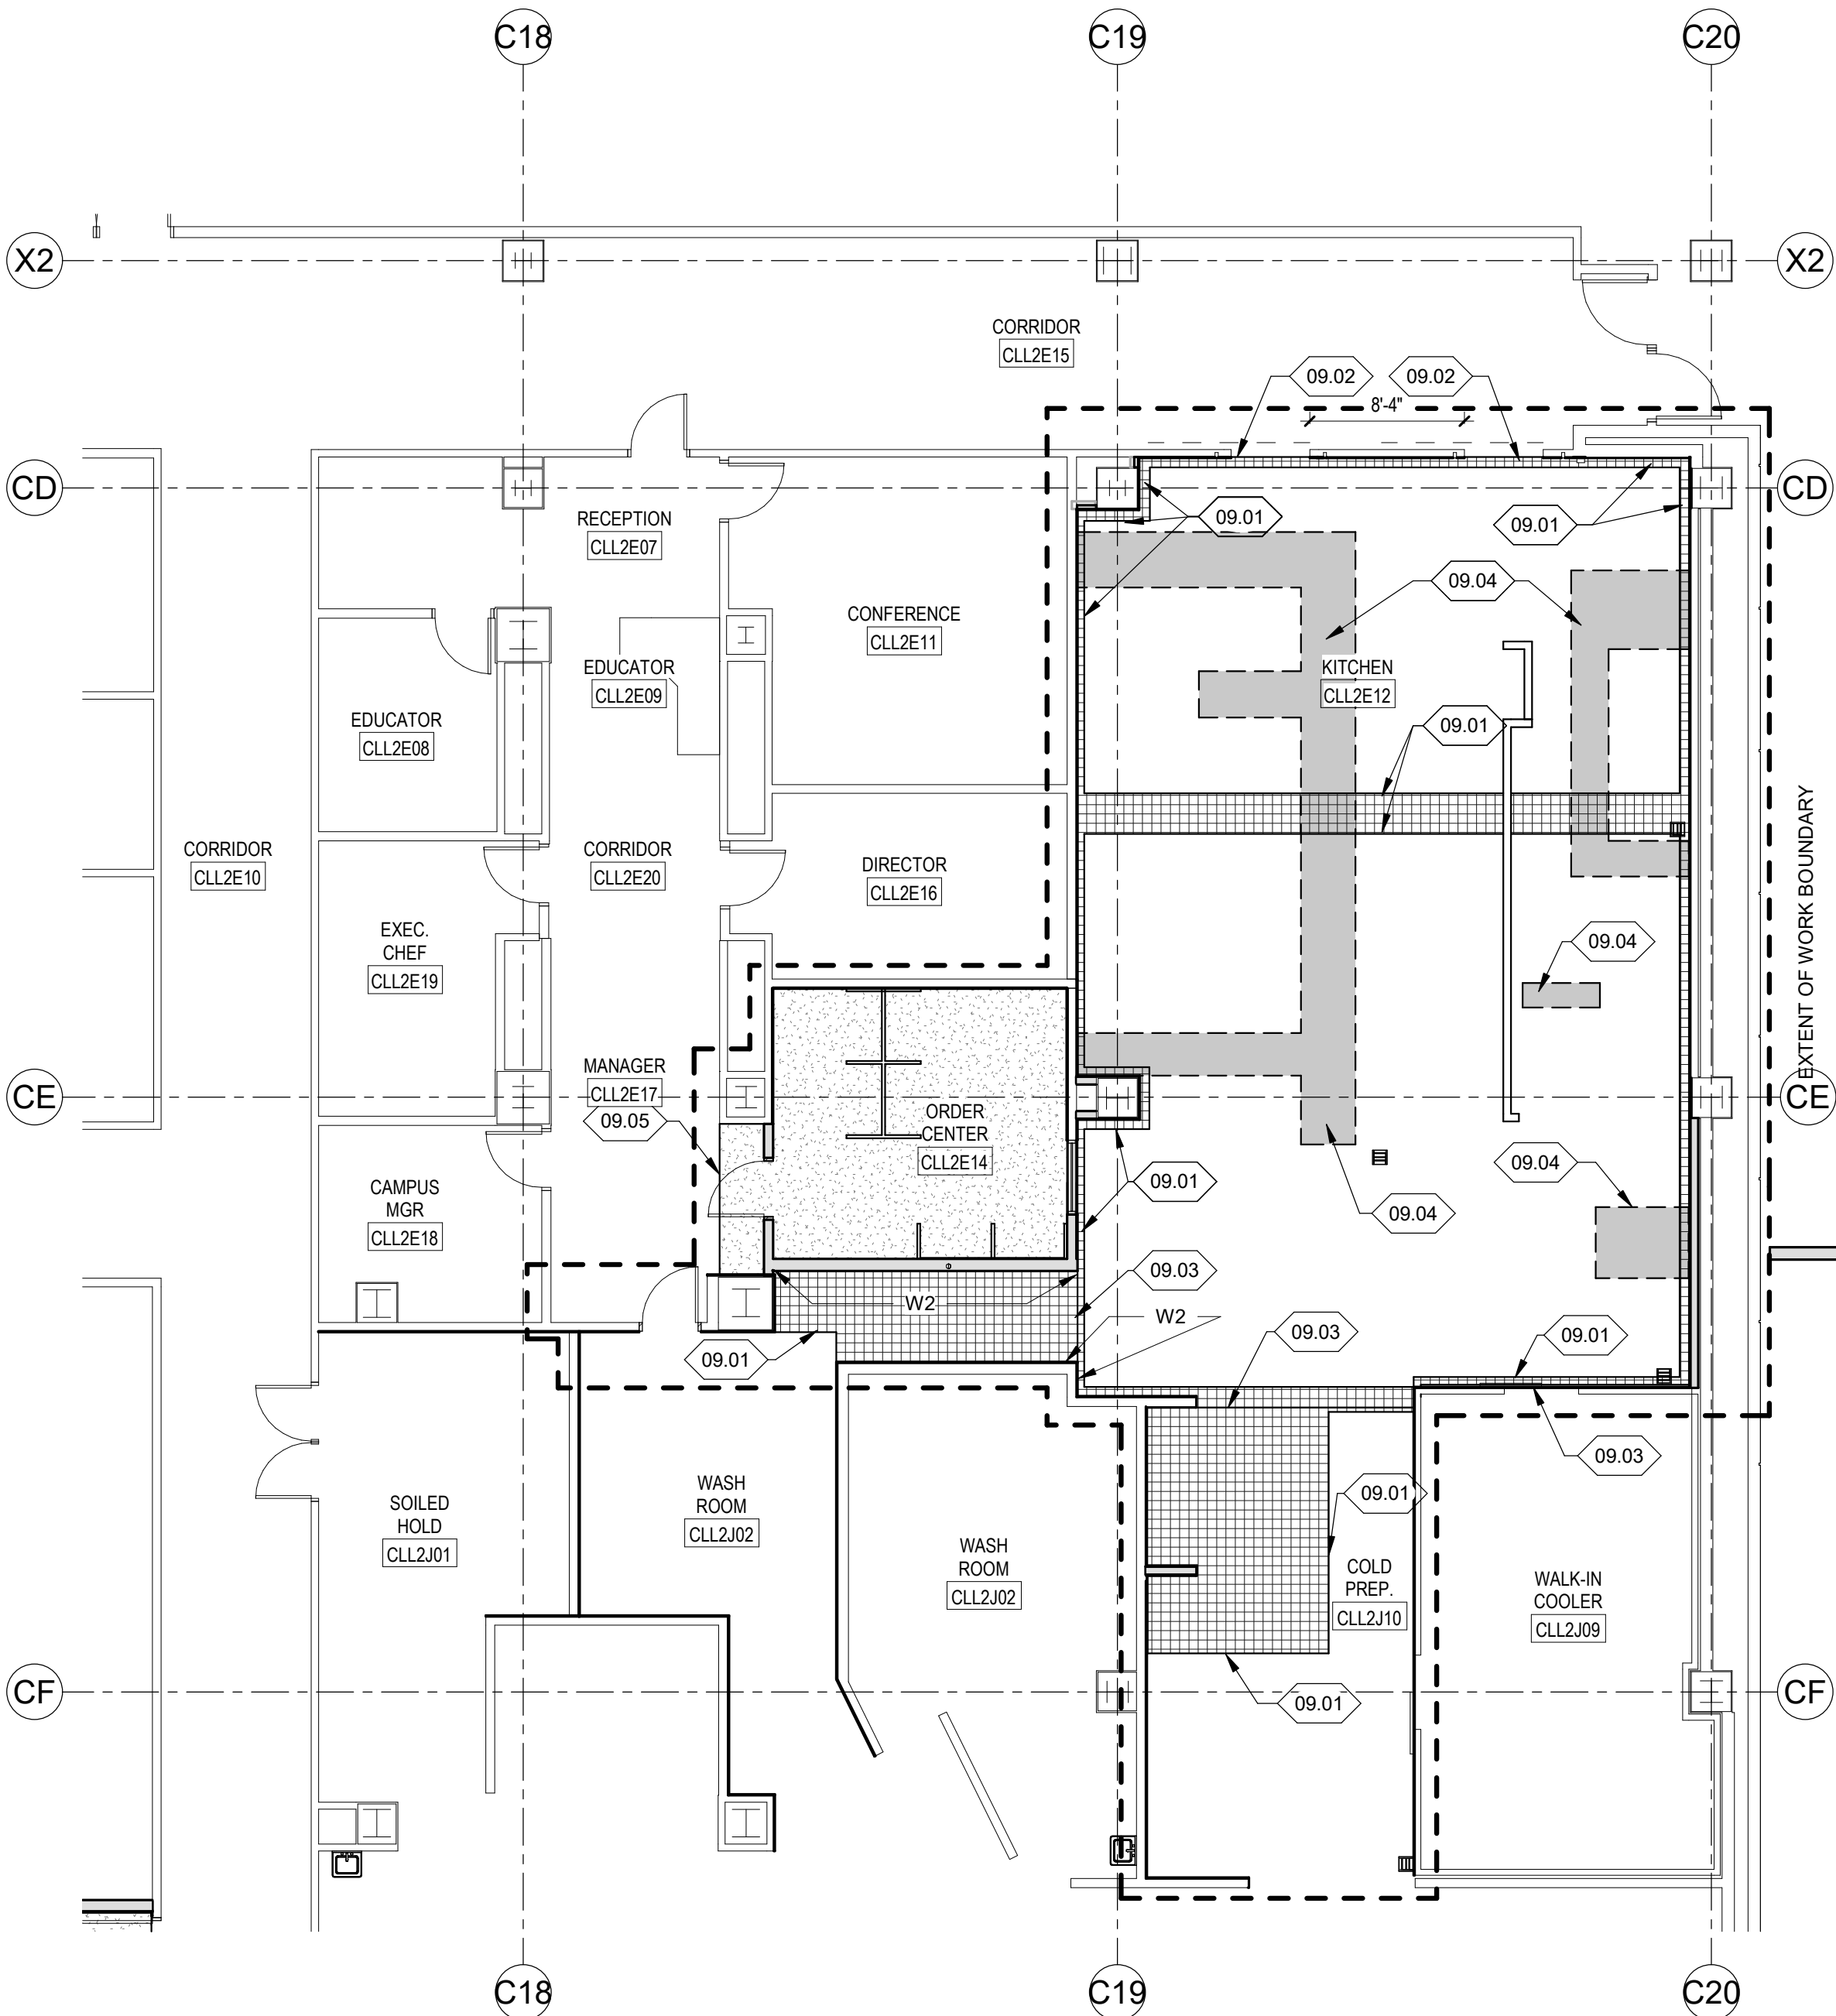 C18
C19
C20
X2
X2
CORRIDOR
CLL2E15
09.02
09.02
8'-4"
CD
CD
RECEPTION
CLL2E07
09.01
09.01
09.04
CONFERENCE
CLL2E11
EDUCATOR
CLL2E09
KITCHEN
CLL2E12
EDUCATOR
CLL2E08
09.01
EXTENT OF WORK BOUNDARY
CORRIDOR
CLL2E10
CORRIDOR
CLL2E20
DIRECTOR
CLL2E16
EXEC.
CHEF
CLL2E19
09.04
MANAGER
CLL2E17
CE
CE
09.05
ORDER
CENTER
CLL2E14
09.04
09.01
CAMPUS
MGR
CLL2E18
09.04
09.03
W2
W2
09.03
09.01
09.01
09.03
SOILED
HOLD
CLL2J01
WASH
ROOM
CLL2J02
09.01
WASH
ROOM
CLL2J02
COLD
PREP.
CLL2J10
WALK-IN
COOLER
CLL2J09
CF
CF
09.01
C18
C19
C20